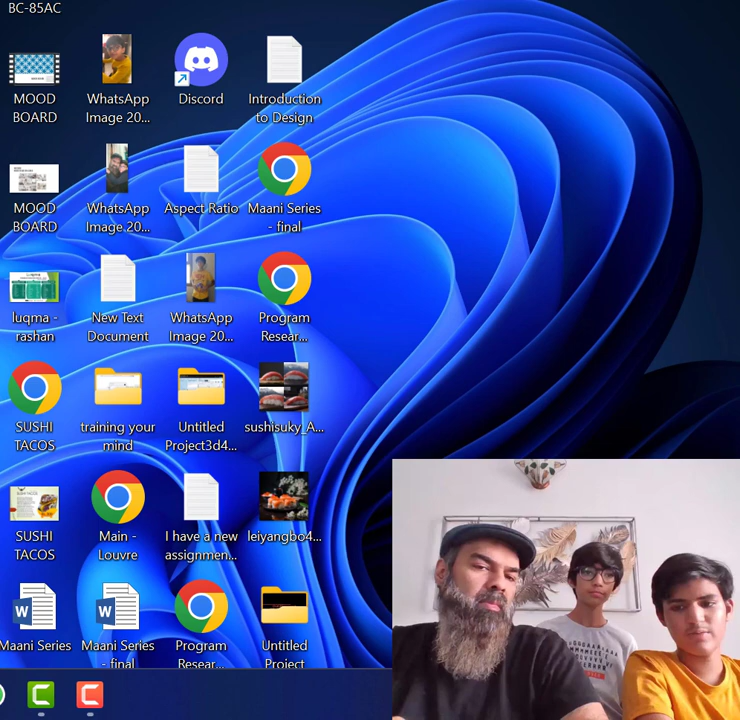 BC-85AC
MOOD
BOARD
WhatsApp
Image 20...
Discord
Introduction
to Design
MOOD
BOARD
WhatsApp
Image 20...
Aspect Ratio
Maani Series
- final
luqma -
rashan
New Text
Document
WhatsApp
Image 20...
Program
Resear...
SUSHI
TACOS
training your
mind
Untitled
Project3d4...
sushisuky_A...
SUSHI
TACOS
Main -
Louvre
I have a new
assignmen...
leiyangbo4...
Maani Series
Maani Series
- final
Program
Resear...
Untitled
Project